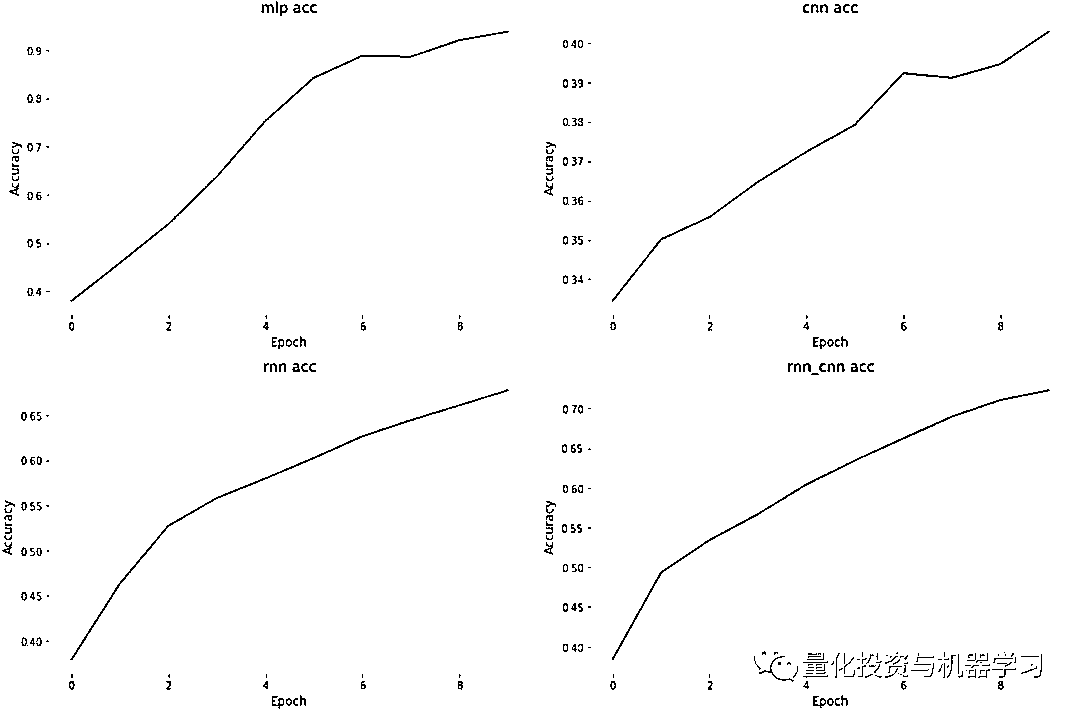 mlp acc
0.9
0.8
0.7
0.6
0.5
0.4
Accuracy
0 2 4 6 8
Epoch
cnn acc
0.40
0.39
0.38
0.37
0.36
0.35
0.34
Accuracy
0 2 4 6 8
Epoch
rnn acc
0.65
0.60
0.55
0.50
0.45
0.40
Accuracy
0 2 4 6 8
Epoch
rnn_cnn acc
0.70
0.65
0.60
0.55
0.50
0.45
0.40
Accuracy
0 2 4 6 8
Epoch
量化投资与机器学习